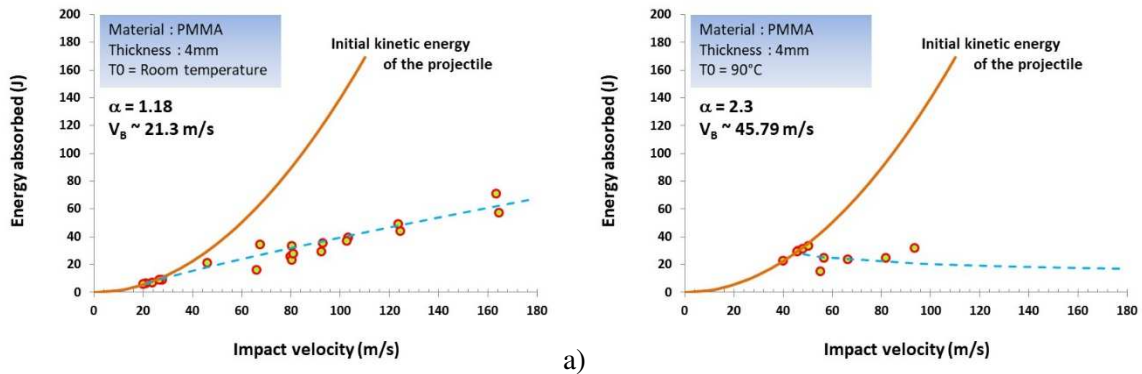 200
180
160
140
120
100
80
60
40
20
0
Energy absorbed (J)
Material : PMMA
Thickness : 4mm
T0 = Room temperature
α = 1.18
V_B ~ 21.3 m/s
Initial kinetic energy
of the projectile
0 20 40 60 80 100 120 140 160 180
Impact velocity (m/s)
a)
200
180
160
140
120
100
80
60
40
20
0
Energy absorbed (J)
Material : PMMA
Thickness : 4mm
T0 = 90°C
α = 2.3
V_B ~ 45.79 m/s
Initial kinetic energy
of the projectile
0 20 40 60 80 100 120 140 160 180
Impact velocity (m/s)